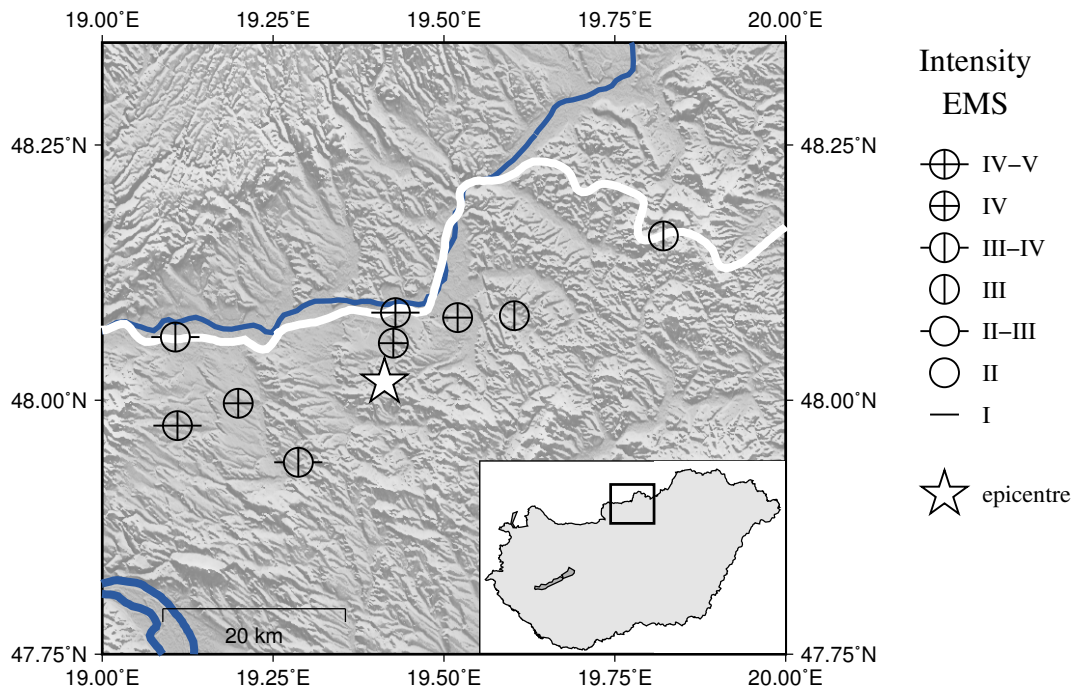 19.00˚E 19.25˚E 19.50˚E 19.75˚E 20.00˚E
48.25˚N 48.25˚N
48.00˚N 48.00˚N
47.75˚N 47.75˚N
19.00˚E 19.25˚E 19.50˚E 19.75˚E 20.00˚E
20 km
Intensity
EMS
IV–V
IV
III–IV
III
II–III
II
I
epicentre